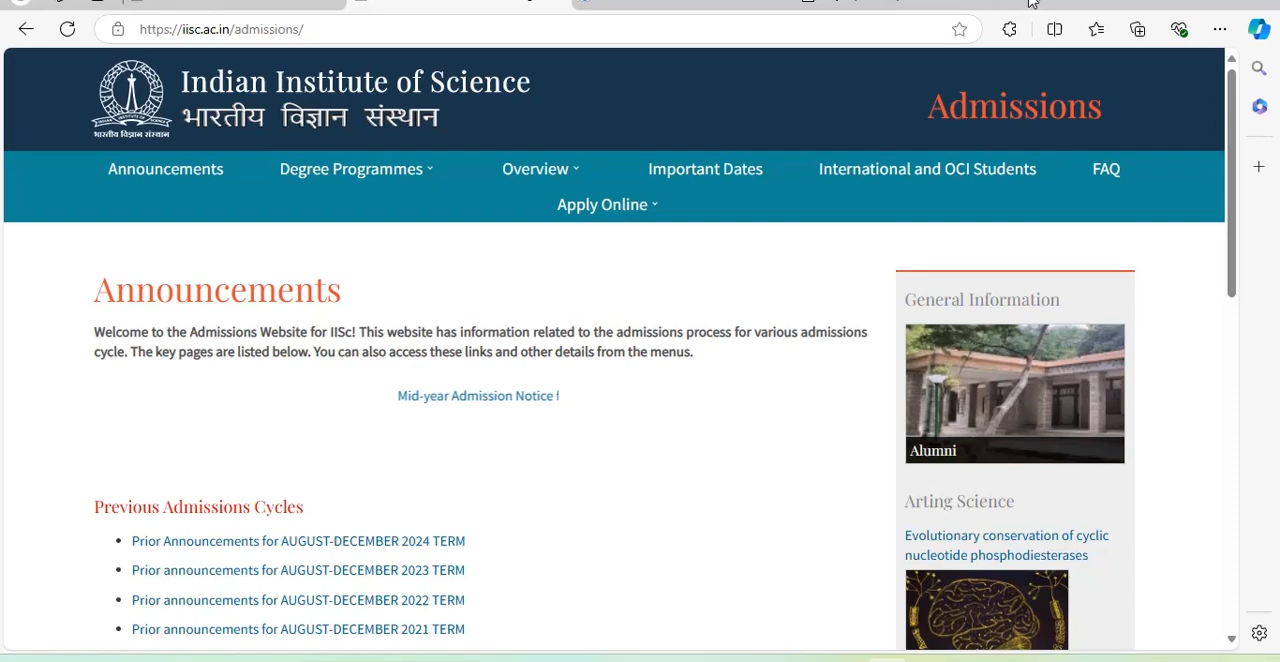 https://iisc.ac.in/admissions/
Indian Institute of Science
भारतीय विज्ञान संस्थान
भारतीय विज्ञान संस्थान
Admissions
Announcements
Degree Programmes
Overview
Important Dates
International and OCI Students
FAQ
Apply Online
Announcements
Welcome to the Admissions Website for IISc! This website has information related to the admissions process for various admissions
cycle. The key pages are listed below. You can also access these links and other details from the menus.
Mid-year Admission Notice
Previous Admissions Cycles
Prior Announcements for AUGUST-DECEMBER 2024 TERM
Prior announcements for AUGUST-DECEMBER 2023 TERM
Prior announcements for AUGUST-DECEMBER 2022 TERM
Prior announcements for AUGUST-DECEMBER 2021 TERM
General Information
Alumni
Arting Science
Evolutionary conservation of cyclic
nucleotide phosphodiesterases